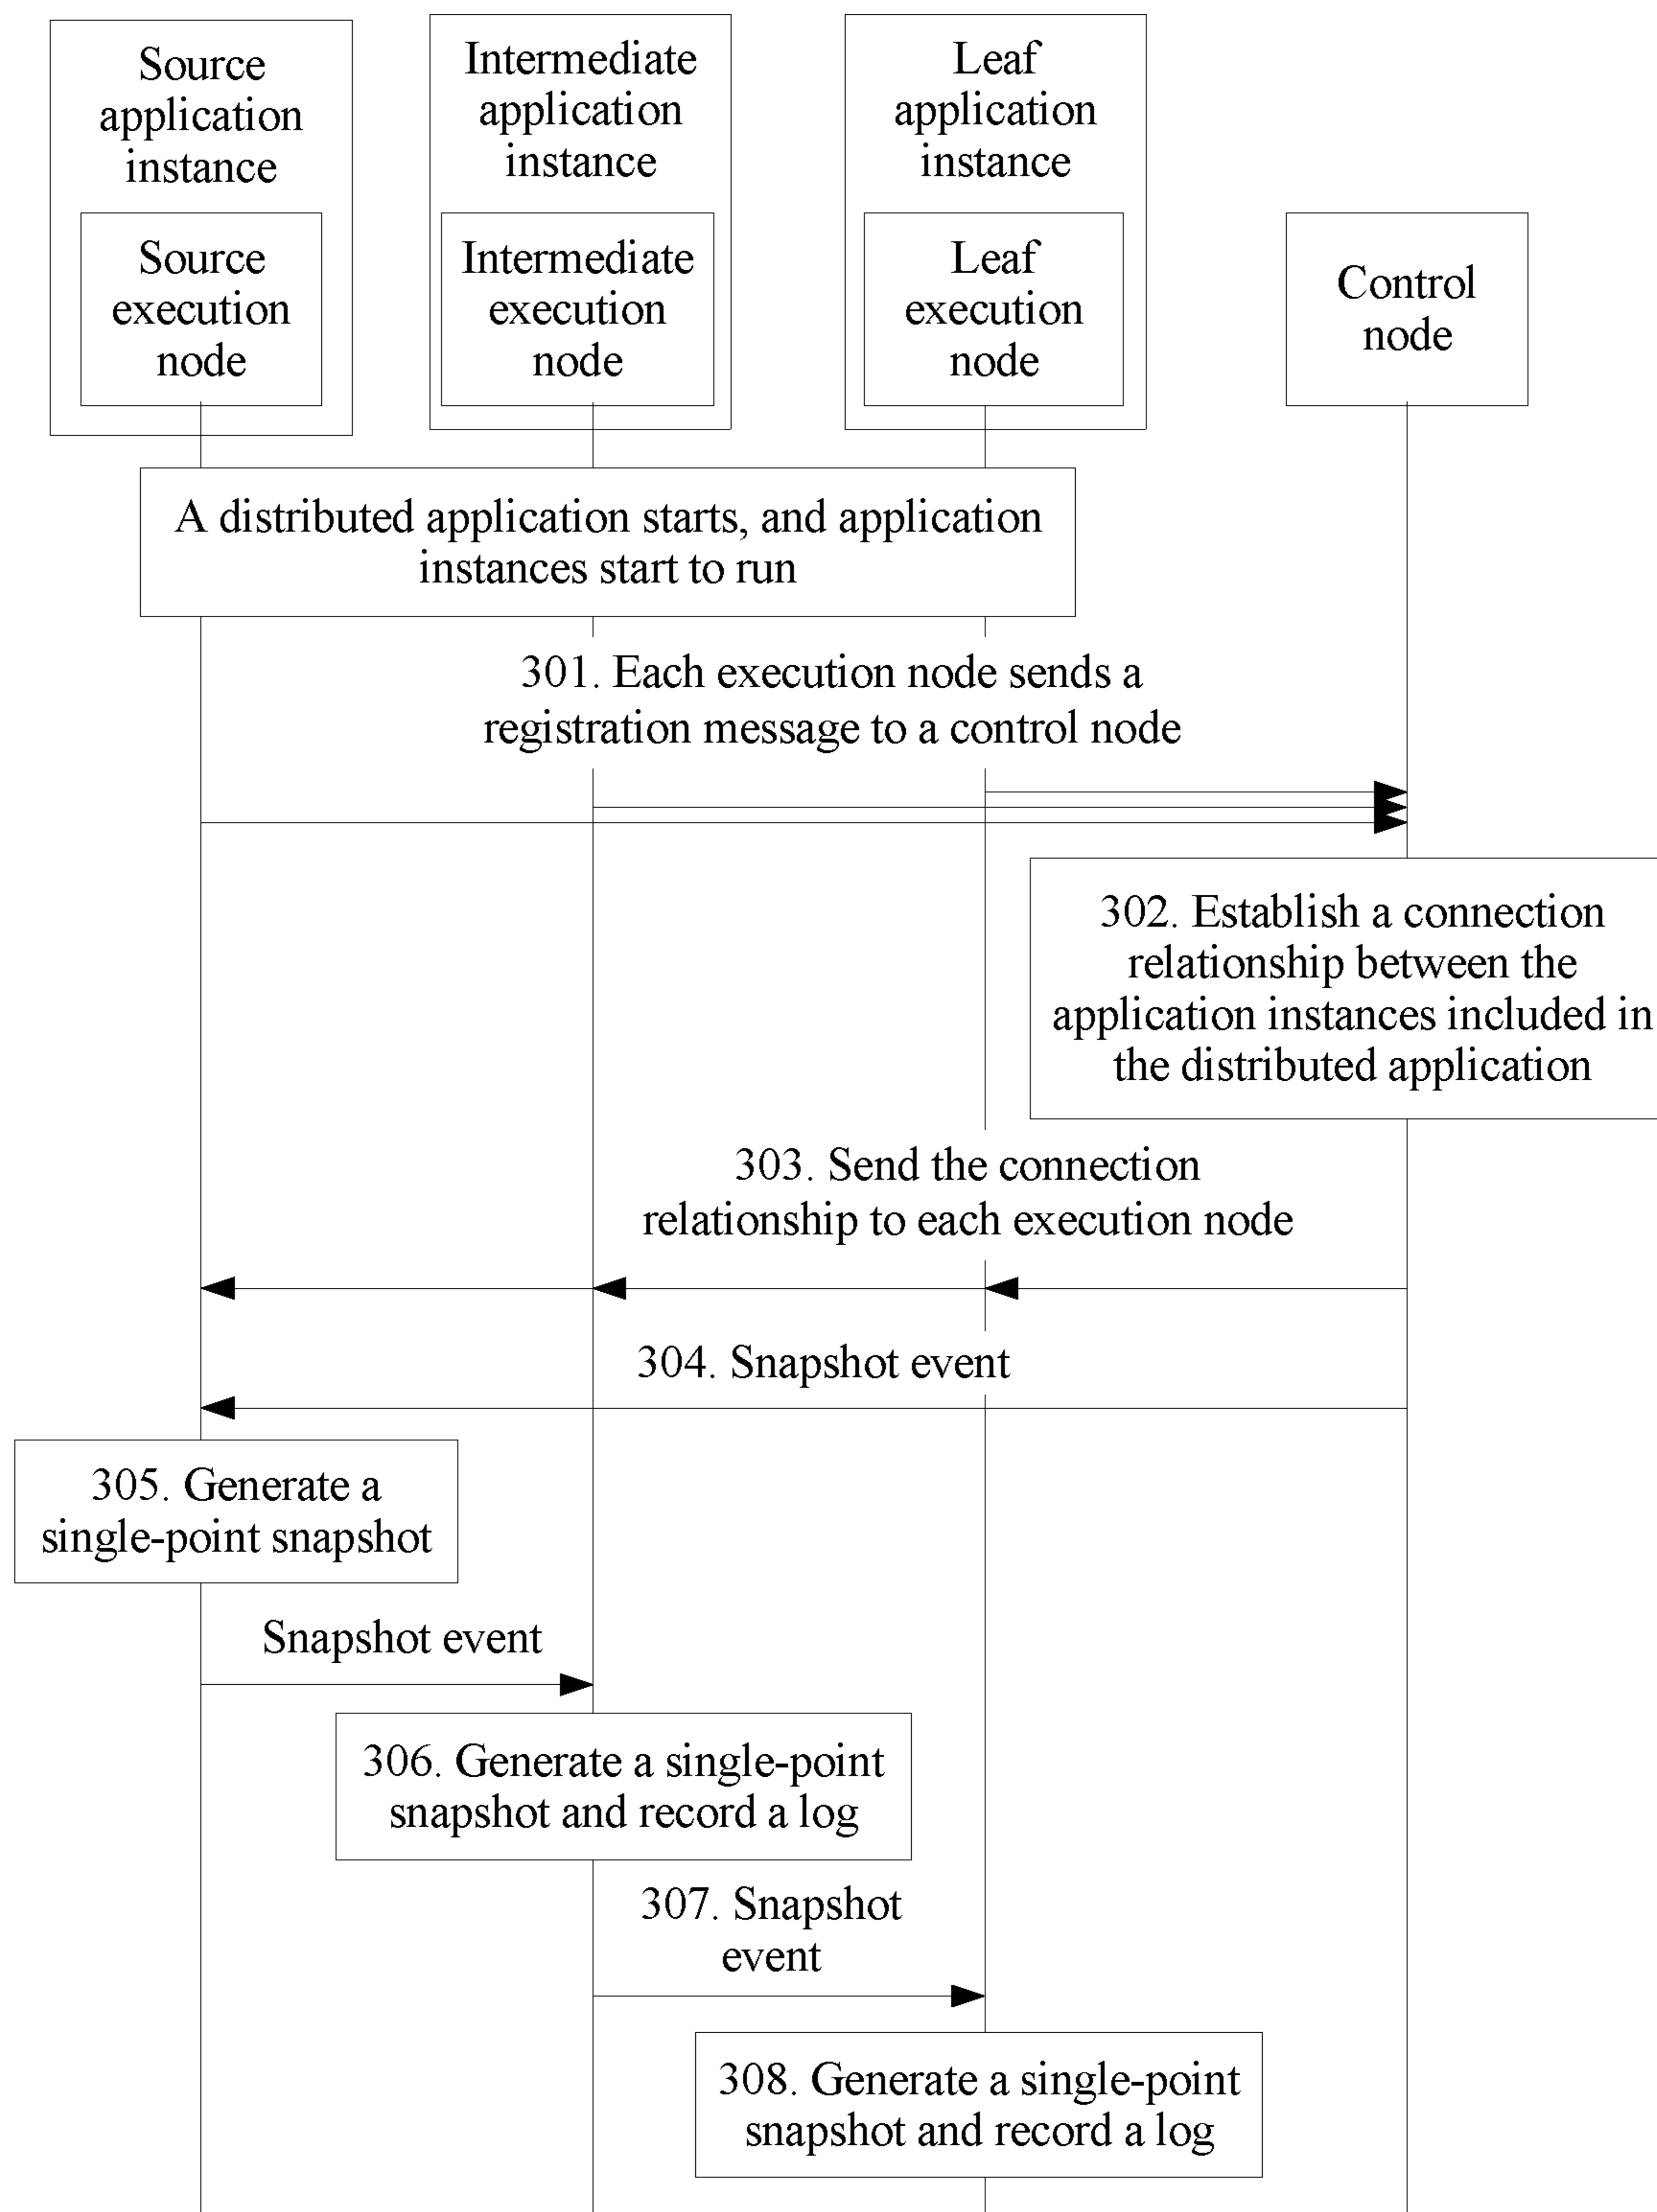 Source
application
instance
Intermediate
application
instance
Leaf
application
instance
Source
execution
node
Intermediate
execution
node
Leaf
execution
node
Control
node
A distributed application starts, and application
instances start to run
301. Each execution node sends a
registration message to a control node
302. Establish a connection
relationship between the
application instances included in
the distributed application
303. Send the connection
relationship to each execution node
304. Snapshot event
305. Generate a
single-point snapshot
Snapshot event
306. Generate a single-point
snapshot and record a log
307. Snapshot
event
308. Generate a single-point
snapshot and record a log